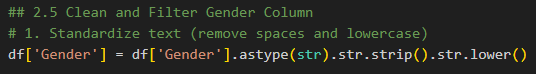 ## 2.5 Clean and Filter Gender Column
# 1. Standardize text (remove spaces and lowercase)
df['Gender'] = df['Gender'].astype(str).str.strip().str.lower()